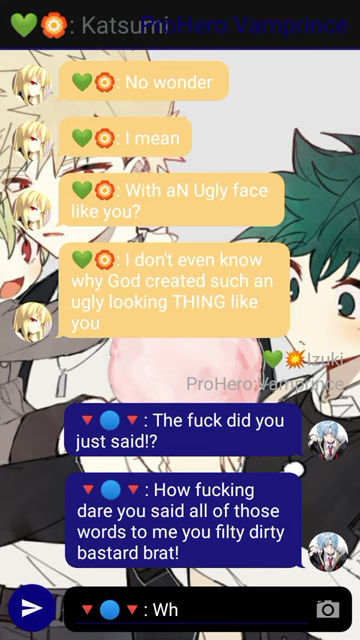 💚🏵️: Katsumi
ProHero Vamprince
💚🏵️: No wonder
💚🏵️: I mean
💚🏵️: With aN Ugly face
like you?
💚🏵️: I don't even know
why God created such an
ugly looking THING like
you
💚💥Izuki
ProHero Vamprince
🔻🔵🔻: The fuck did you
just said!?
🔻🔵🔻: How fucking
dare you said all of those
words to me you filty dirty
bastard brat!
🔻🔵🔻: Wh